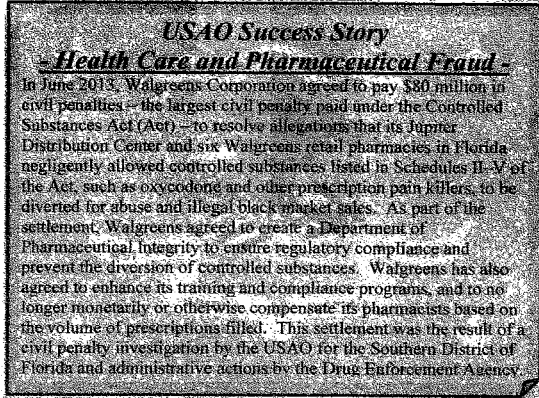 USAO Success Story
- Health Care and Pharmaceutical Fraud -
In June 2013, Walgreens Corporation agreed to pay $80 million in
civil penalties – the largest civil penalty paid under the Controlled
Substances Act (Act) – to resolve allegations that its Jupiter
Distribution Center and six Walgreens retail pharmacies in Florida
negligently allowed controlled substances listed in Schedules II-V of
the Act, such as oxycodone and other prescription pain killers, to be
diverted for abuse and illegal black market sales. As part of the
settlement, Walgreens agreed to create a Department of
Pharmaceutical Integrity to ensure regulatory compliance and
prevent the diversion of controlled substances. Walgreens has also
agreed to enhance its training and compliance programs, and to no
longer monetarily or otherwise compensate its pharmacists based on
the volume of prescriptions filled. This settlement was the result of a
civil penalty investigation by the USAO for the Southern District of
Florida and administrative actions by the Drug Enforcement Agency.